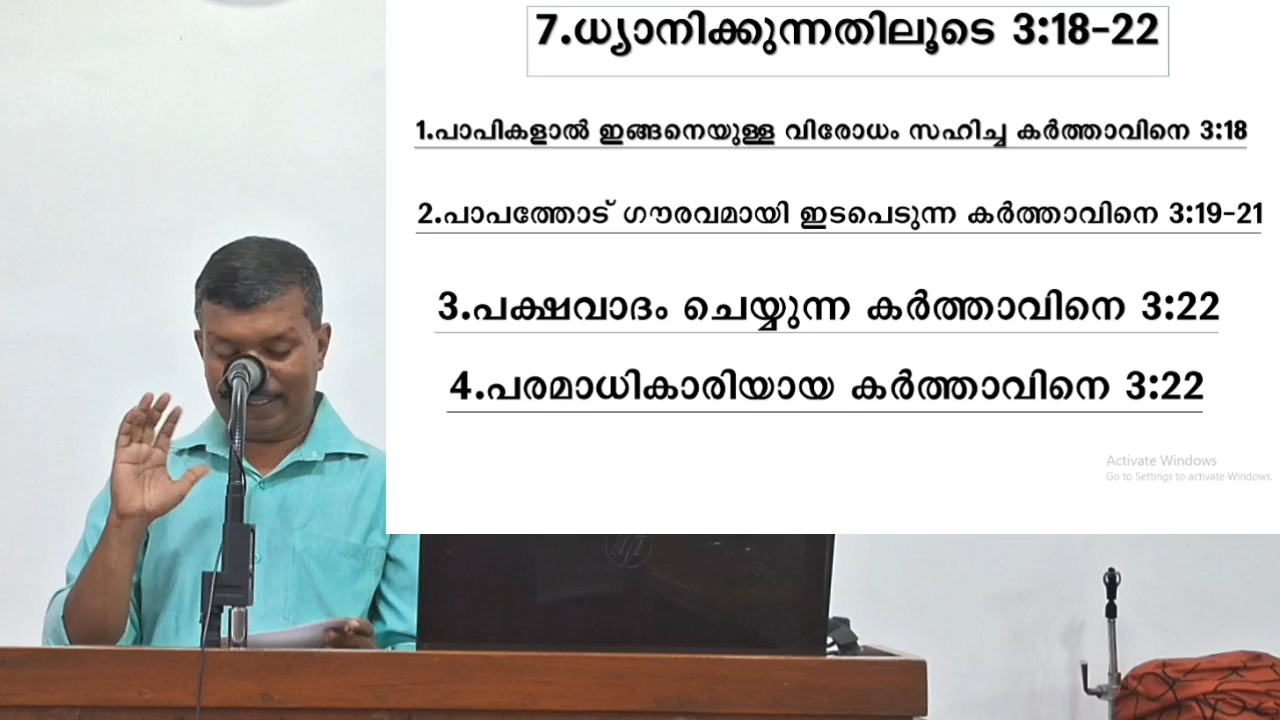 7.ധ്യാനിക്കുന്നതിലൂടെ 3:18-22
1.പാപികളാൽ ഇങ്ങനെയുള്ള വിരോധം സഹിച്ച കർത്താവിനെ 3:18
2.പാപത്തോട് ഗൗരവമായി ഇടപെടുന്ന കർത്താവിനെ 3:19-21
3.പക്ഷവാദം ചെയ്യുന്ന കർത്താവിനെ 3:22
4.പരമാധികാരിയായ കർത്താവിനെ 3:22
Activate Windows
Go to Settings to activate Windows.
hp